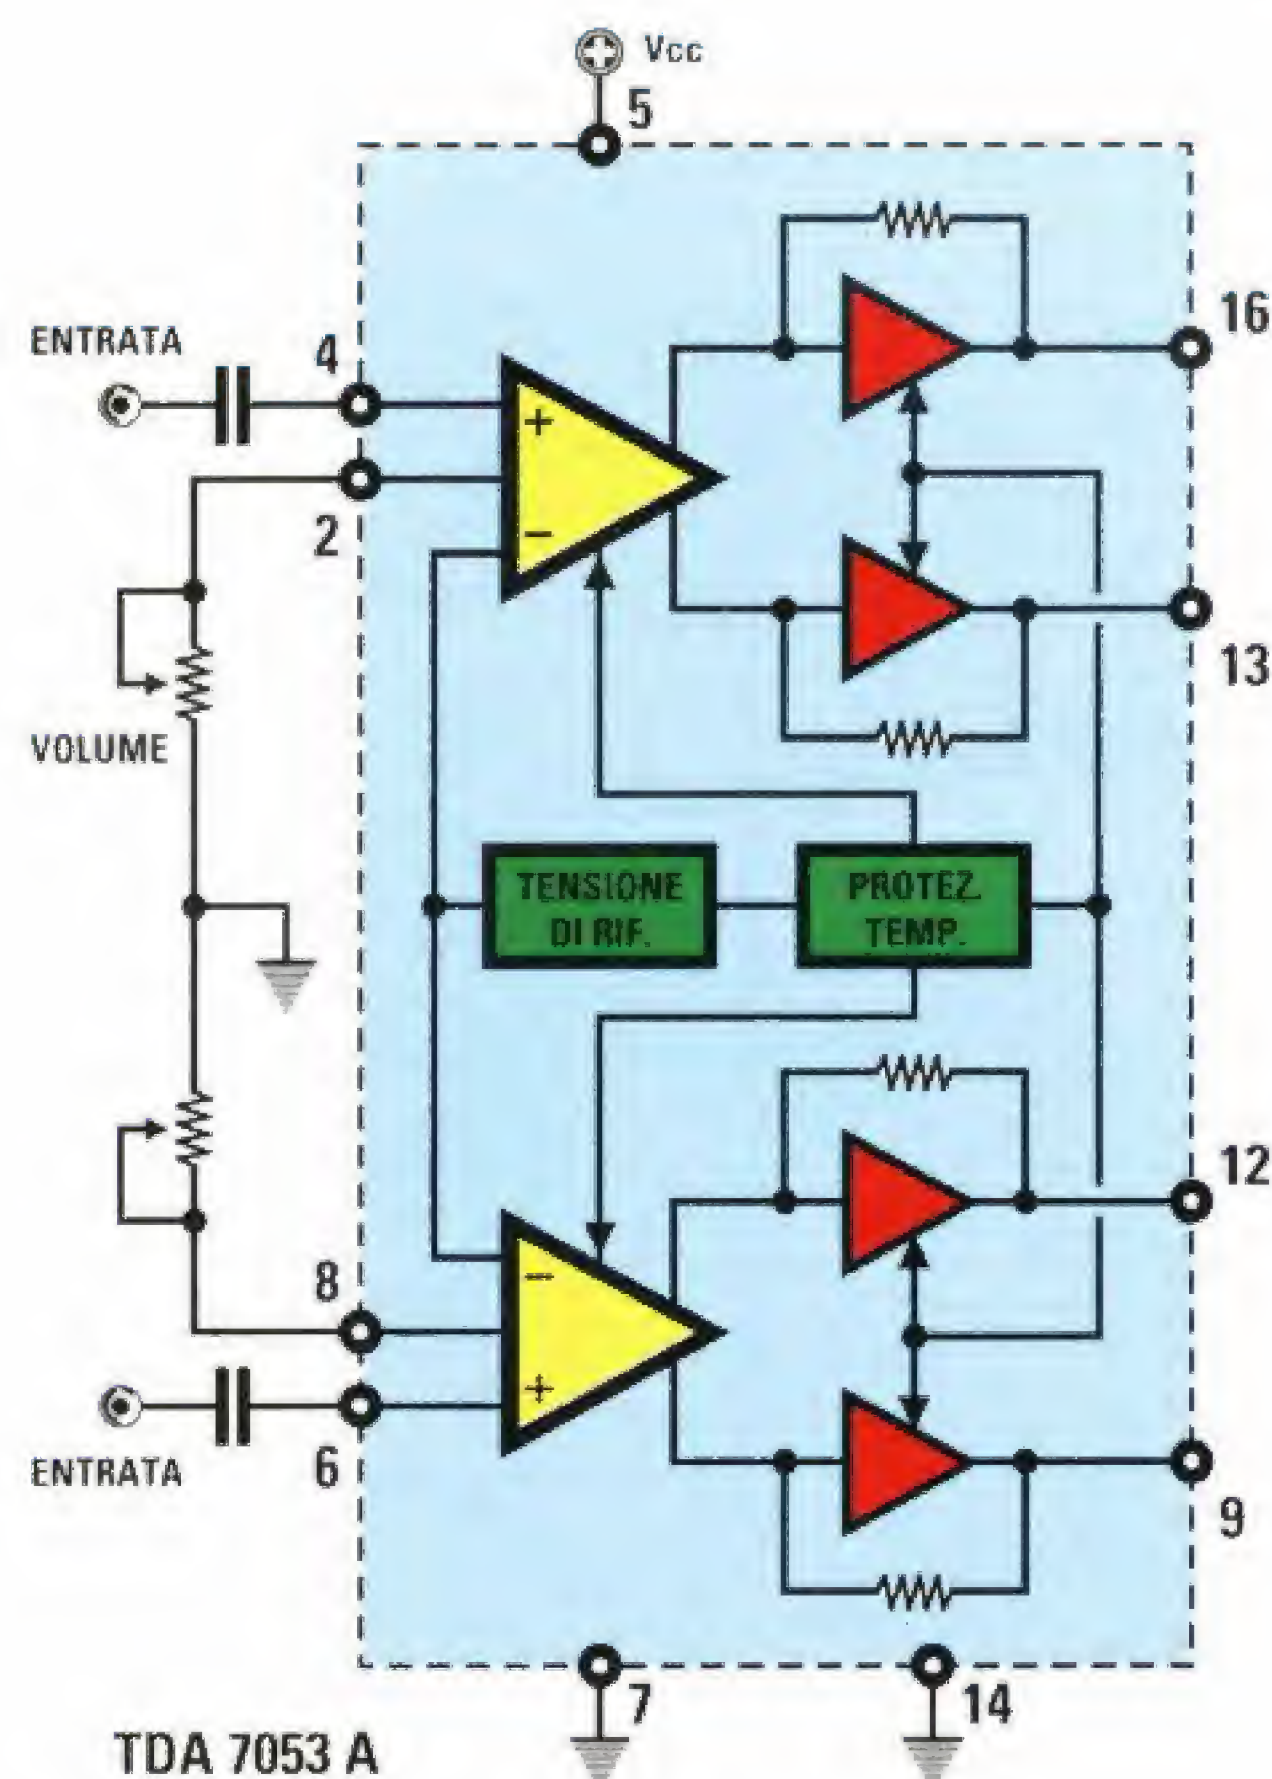 Vcc
5
16
ENTRATA
4
+
2
−
13
VOLUME
TENSIONE
DI RIF.
PROTEZ.
TEMP.
12
8
−
+
6
ENTRATA
9
7
14
TDA 7053 A